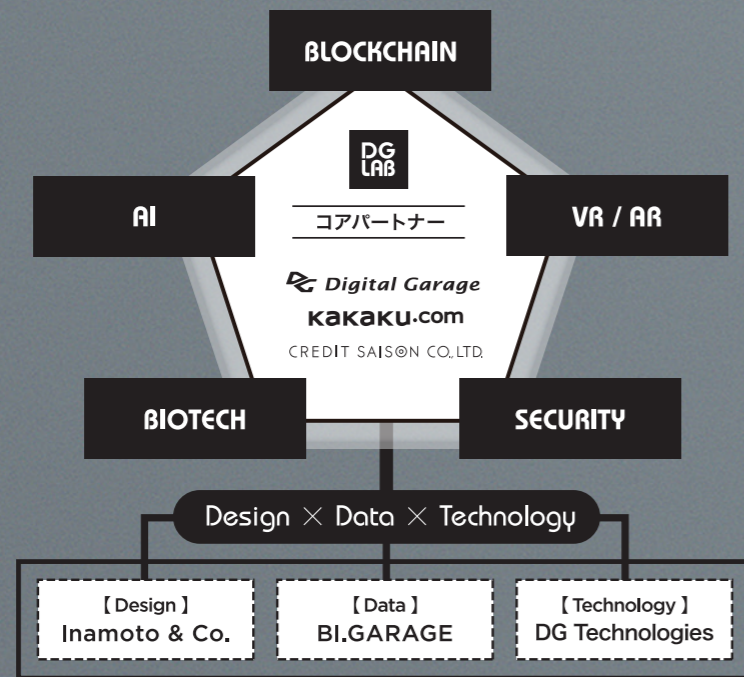 BLOCKCHAIN
DG
LAB
AI
VR / AR
コアパートナー
DG Digital Garage
kakaku.com
CREDIT SAISON CO.,LTD.
BIOTECH
SECURITY
Design × Data × Technology
【 Design 】
Inamoto & Co.
【 Data 】
BI.GARAGE
【 Technology 】
DG Technologies